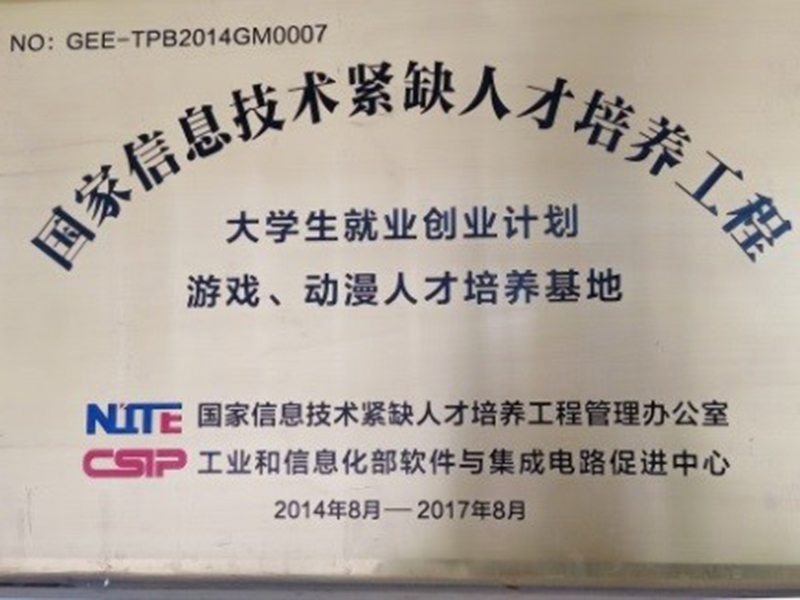 NO: GEE-TPB2014GM0007
国家信息技术紧缺人才培养工程
大学生就业创业计划
游戏、动漫人才培养基地
NITE 国家信息技术紧缺人才培养工程管理办公室
CSIP 工业和信息化部软件与集成电路促进中心
2014年8月—2017年8月